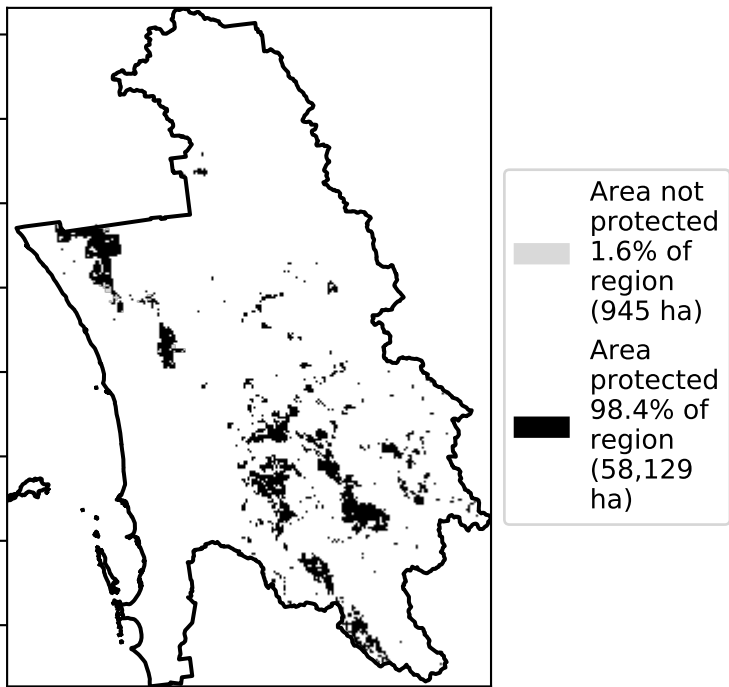 Area not
protected
1.6% of
region
(945 ha)
Area
protected
98.4% of
region
(58,129
ha)